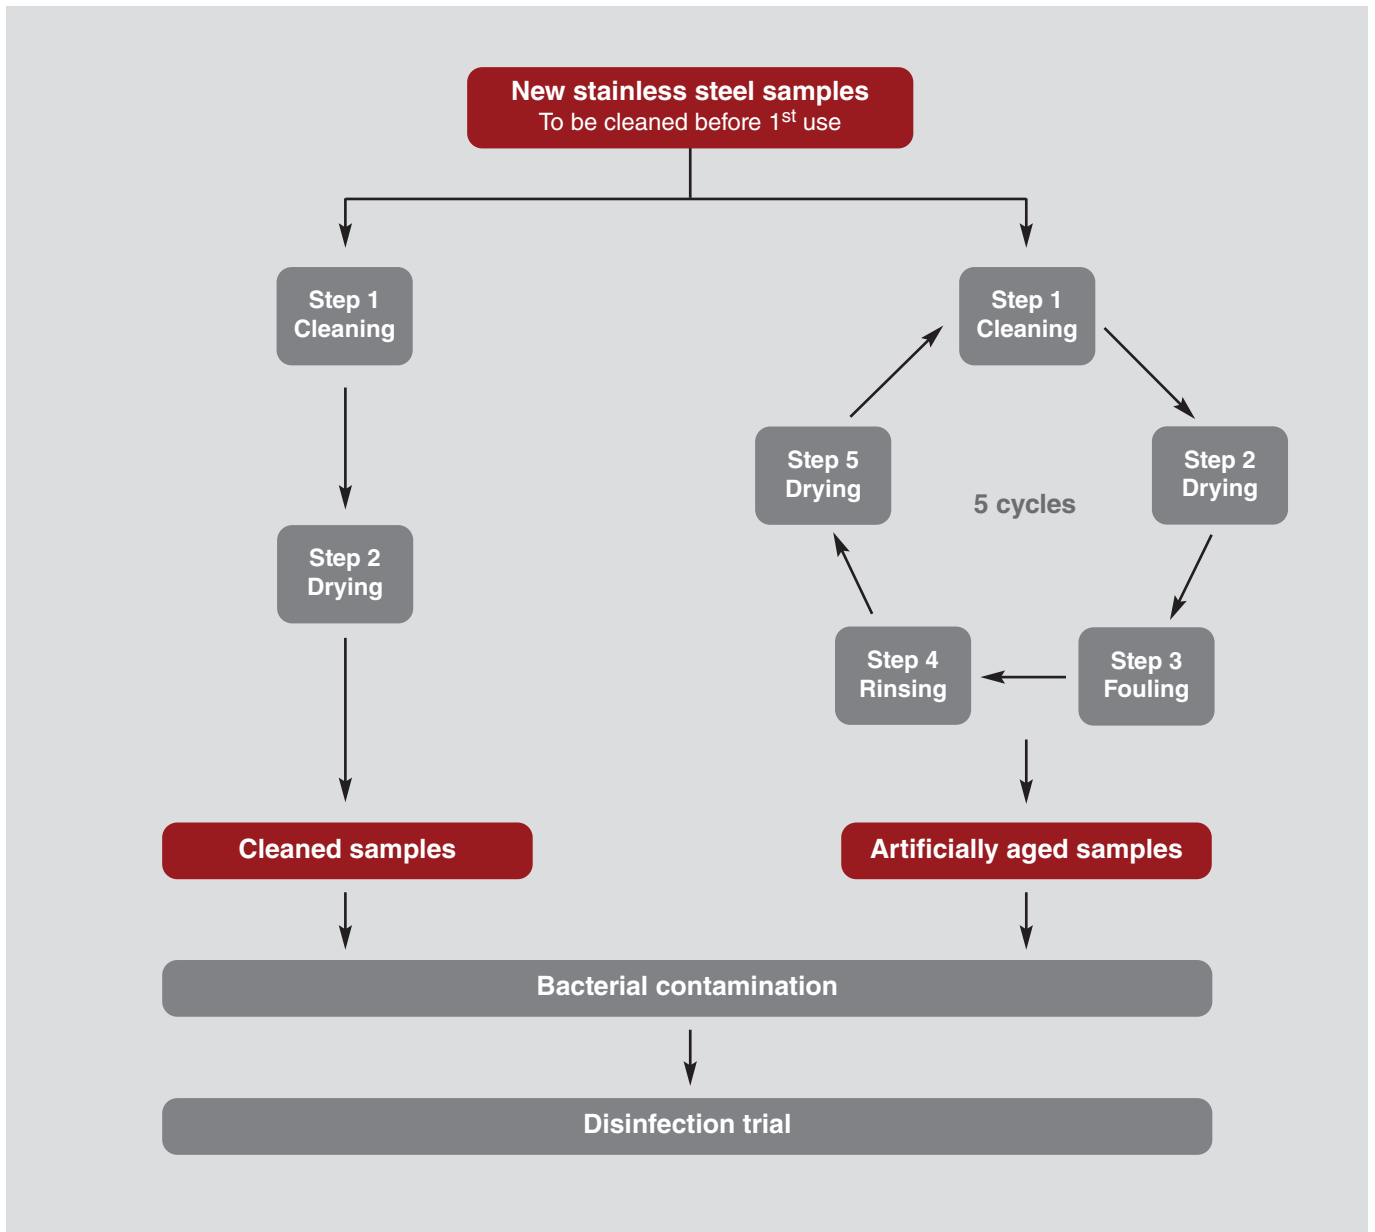 New stainless steel samples
To be cleaned before 1st use
Step 1
Cleaning
Step 2
Drying
Step 1
Cleaning
Step 2
Drying
Step 3
Fouling
Step 4
Rinsing
Step 5
Drying
5 cycles
Cleaned samples
Artificially aged samples
Bacterial contamination
Disinfection trial